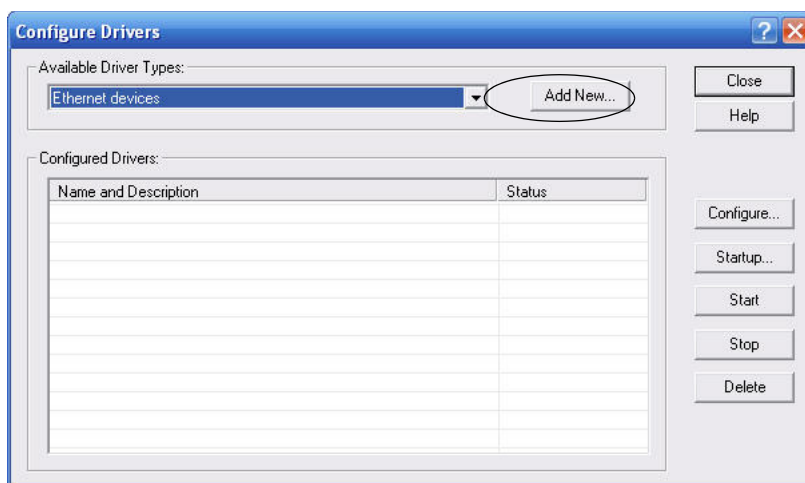 Configure Drivers
Available Driver Types:
Ethernet devices
Add New...
Close
Help
Configured Drivers:
Name and Description Status
Configure...
Startup...
Start
Stop
Delete